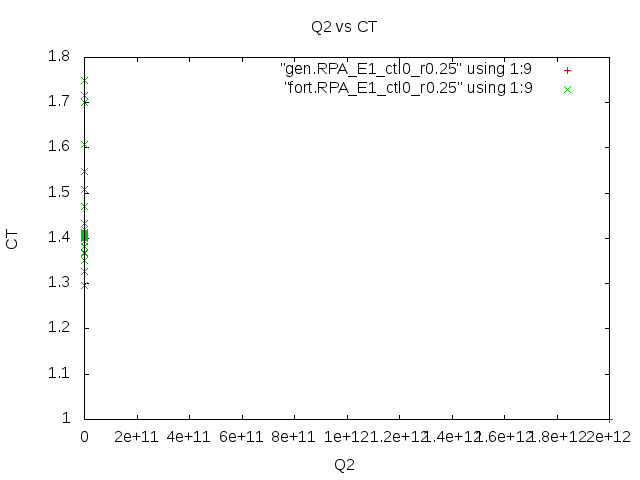 Q2 vs CT
"gen.RPA_E1_ctl0_r0.25" using 1:9
"fort.RPA_E1_ctl0_r0.25" using 1:9
1.8
1.7
1.6
1.5
1.4
1.3
1.2
1.1
1
CT
0 2e+11 4e+11 6e+11 8e+11 1e+12 1.2e+12 1.4e+12 1.6e+12 1.8e+12 2e+12
Q2